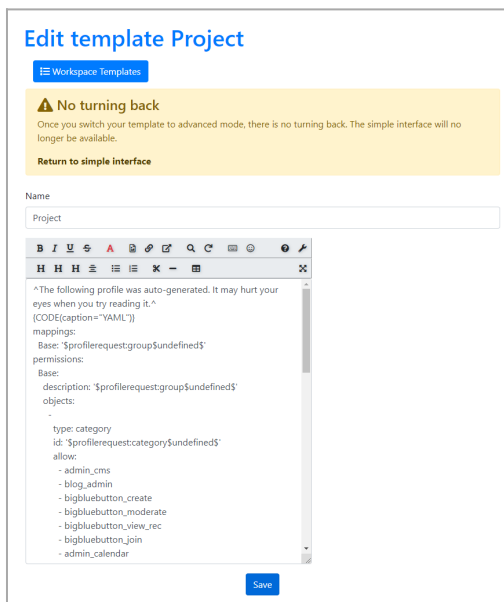 Edit template Project
Workspace Templates
No turning back
Once you switch your template to advanced mode, there is no turning back. The simple interface will no
longer be available.
Return to simple interface
Name
Project
^The following profile was auto-generated. It may hurt your
eyes when you try reading it.^
{CODE(caption="YAML")}
mappings:
Base: '$profilerequest:group$undefined$'
permissions:
Base:
description: '$profilerequest:group$undefined$'
objects:
-
type: category
id: '$profilerequest:category$undefined$'
allow:
- admin_cms
- blog_admin
- bigbluebutton_create
- bigbluebutton_moderate
- bigbluebutton_view_rec
- bigbluebutton_join
- admin_calendar
Save